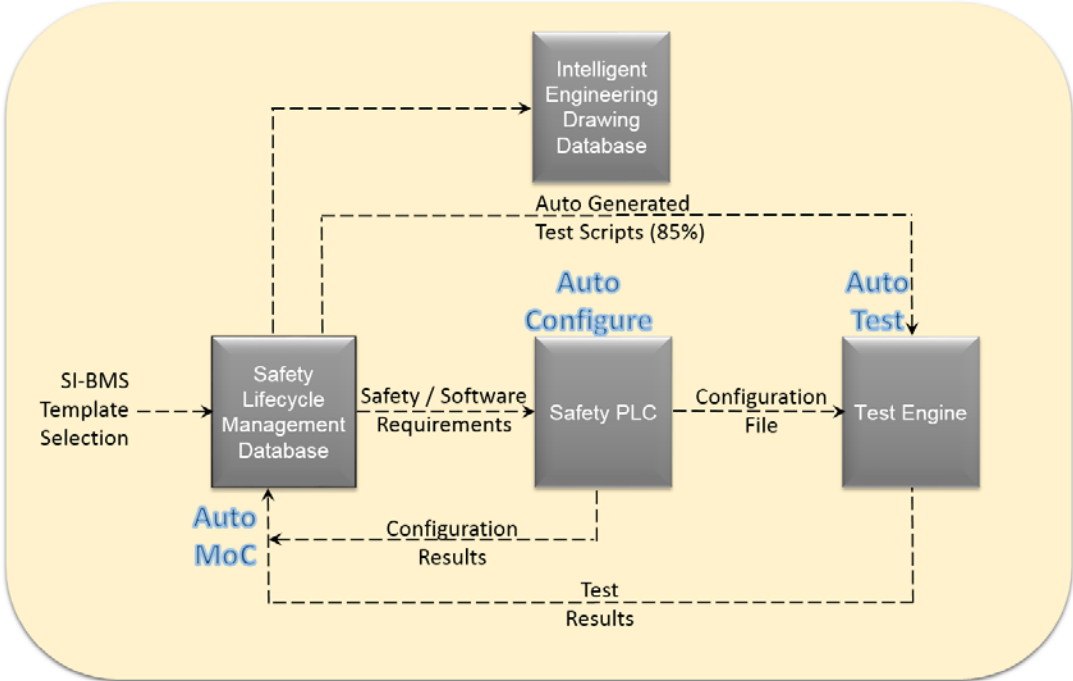 Intelligent
Engineering
Drawing
Database
Auto Generated
Test Scripts (85%)
Auto
Configure
Auto
Test
SI-BMS
Template
Selection
Safety
Lifecycle
Management
Database
Safety / Software
Requirements
Safety PLC
Configuration
File
Test Engine
Auto
MoC
Configuration
Results
Test
Results